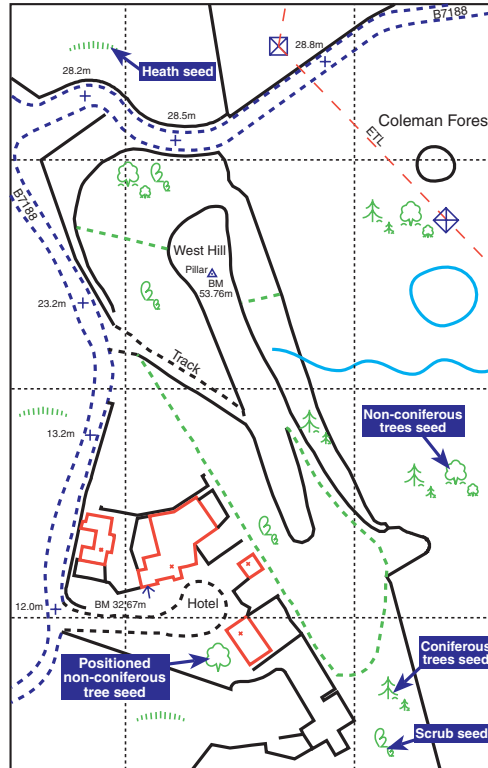 B7188
28.8m
Heath seed
28.2m
28.5m
ETL
Coleman Fores
B7188
West Hill
Pillar
BM
53.76m
23.2m
Track
Non-coniferous
trees seed
13.2m
BM 32.67m
Hotel
12.0m
Positioned
non-coniferous
tree seed
Coniferous
trees seed
Scrub seed